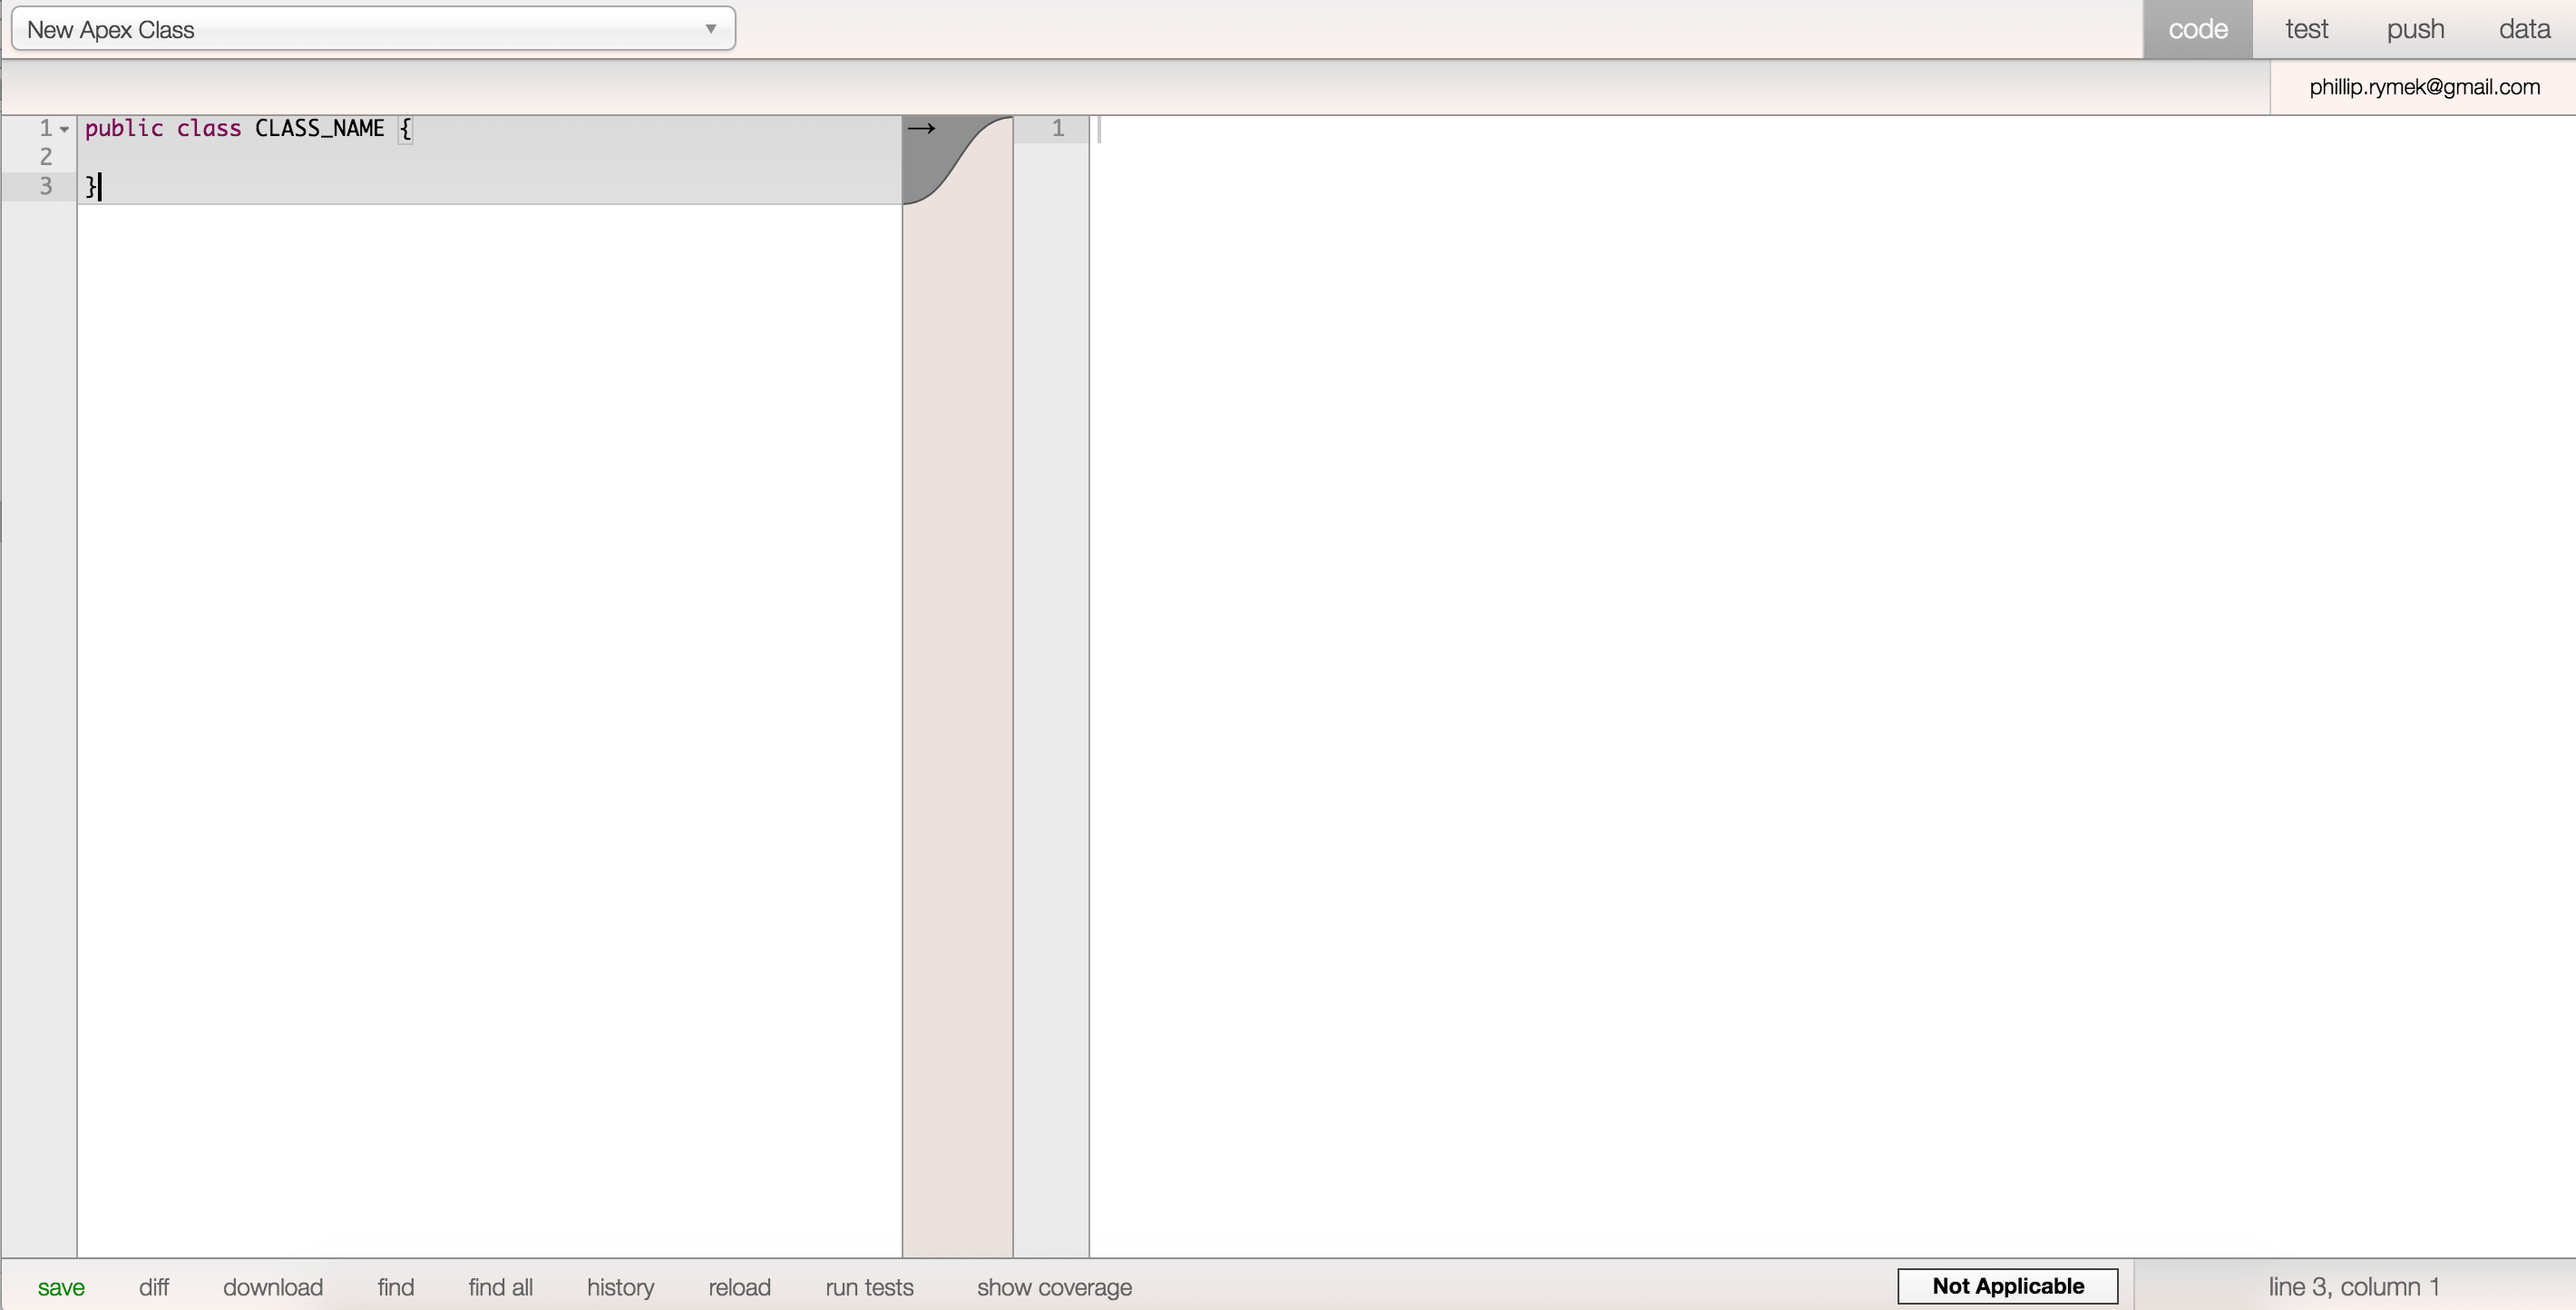 New Apex Class ▼ code test push data
phillip.rymek@gmail.com
1 public class CLASS_NAME { → 1
2
3 }
save diff download find find all history reload run tests show coverage Not Applicable line 3, column 1